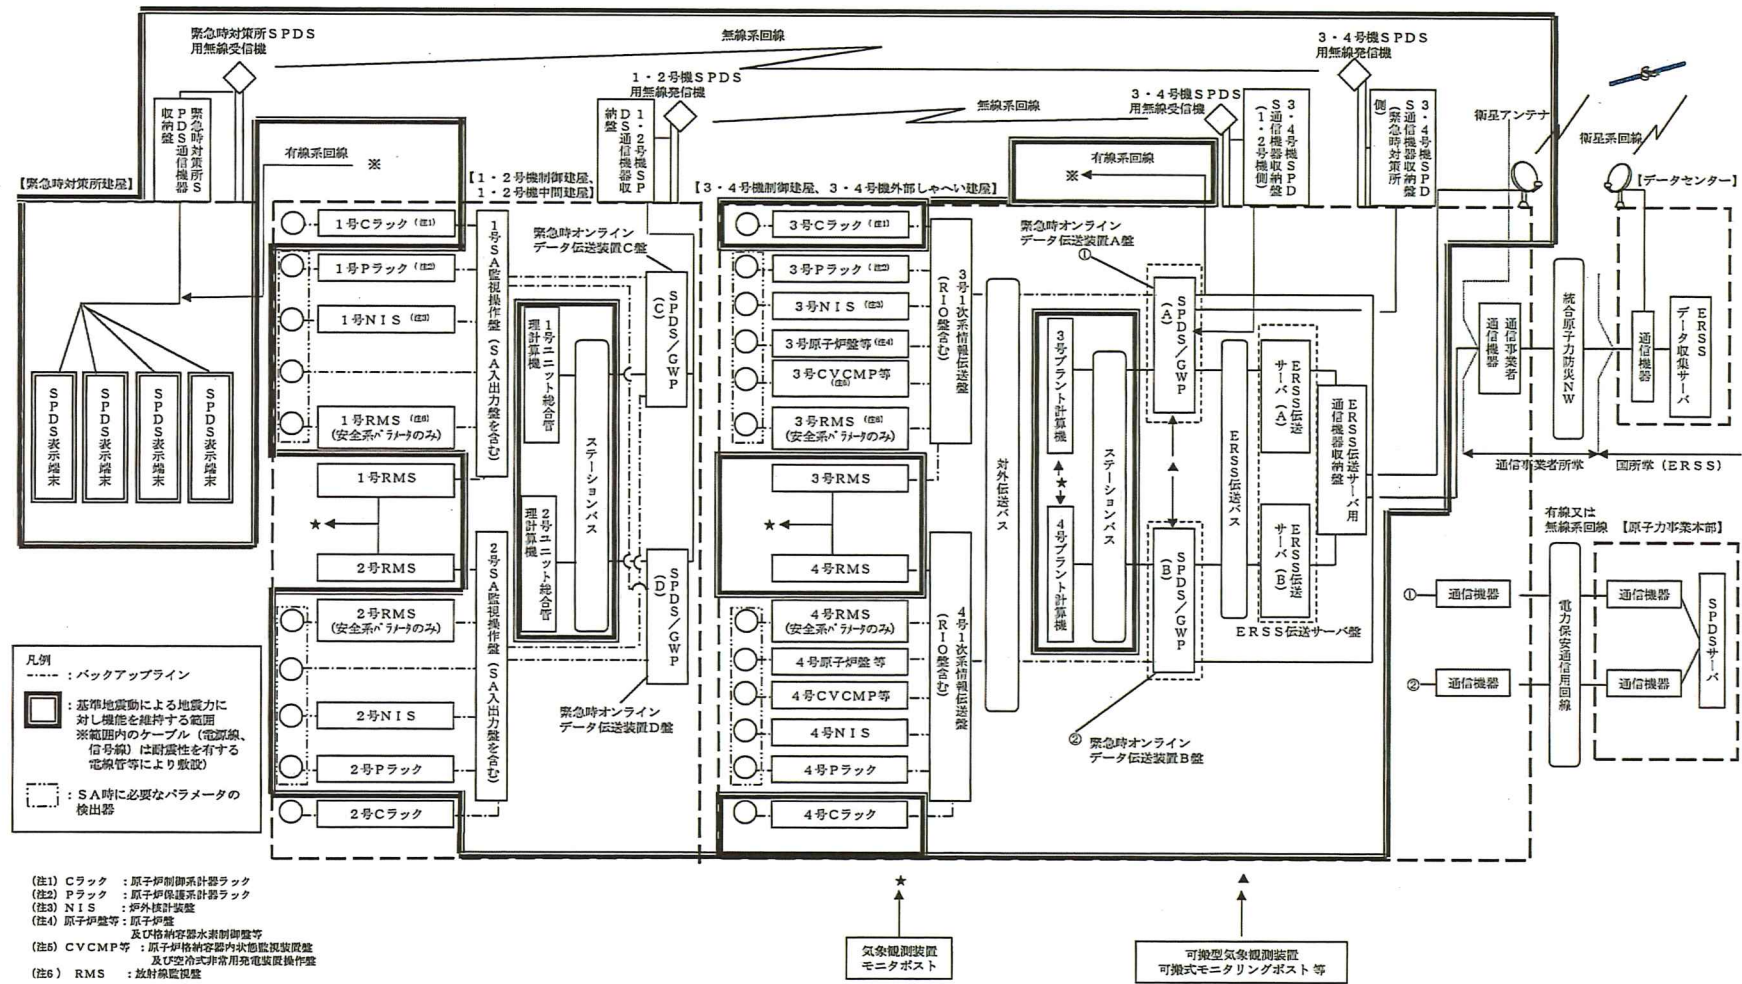 緊急時対策所SPDS
用無線受信機
無線系回線
3・4号機SPDS
用無線発信機
1・2号機SPDS
用無線発信機
3・4号機SPDS
用無線受信機
無線系回線
緊急時対策所S
PDS通信機器
収納盤
1・2号機SP
DS通信機器収
納盤
3・4号機SPD
S通信機器収納盤
(1・2号機側)
3・4号機SPD
S通信機器収納盤
(緊急時対策所
側)
衛星アンテナ
衛星系回線
有線系回線
※
有線系回線
※
【緊急時対策所建屋】
【1・2号機制御建屋、
1・2号機中間建屋】
【3・4号機制御建屋、3・4号機外部しゃへい建屋】
【データセンター】
SPDS表示端末
SPDS表示端末
SPDS表示端末
SPDS表示端末
1号Cラック (注1)
1号Pラック (注2)
1号NIS (注3)
1号RMS (注6)
(安全系パラメータのみ)
1号RMS
★
2号RMS
2号RMS
(安全系パラメータのみ)
2号NIS
2号Pラック
2号Cラック
1号SA監視操作盤(SA入出力盤を含む)
2号SA監視操作盤(SA入出力盤を含む)
1号ユニット総合管
理計算機
2号ユニット総合管
理計算機
ステーションバス
緊急時オンライン
データ伝送装置C盤
SPDS/GWP
(C)
SPDS/GWP
(D)
緊急時オンライン
データ伝送装置D盤
3号Cラック (注1)
3号Pラック (注2)
3号NIS (注3)
3号原子炉盤等 (注4)
3号CVCMP等
(注5)
3号RMS (注6)
(安全系パラメータのみ)
3号RMS
★
4号RMS
4号RMS
(安全系パラメータのみ)
4号原子炉盤等
4号CVCMP等
4号NIS
4号Pラック
4号Cラック
3号1次系情報伝送盤
(RIO盤含む)
4号1次系情報伝送盤
(RIO盤含む)
対外伝送バス
緊急時オンライン
データ伝送装置A盤
①
3号プラント計算機
★
4号プラント計算機
ステーションバス
SPDS/GWP
(A)
▲
SPDS/GWP
(B)
② 緊急時オンライン
データ伝送装置B盤
ERSS伝送バス
ERSS伝送
サーバ(A)
ERSS伝送
サーバ(B)
ERSS伝送サーバ盤
ERSS伝送サーバ用
通信機器収納盤
通信事業者
通信機器
統合原子力防災NW
通信機器
ERSS
データ収集サーバ
通信事業者所掌
国所掌(ERSS)
有線又は
無線系回線
【原子力事業本部】
①
通信機器
②
通信機器
電力保安通信用回線
通信機器
通信機器
SPDSサーバ
凡例
:バックアップライン
:基準地震動による地震力に
対し機能を維持する範囲
※範囲内のケーブル(電源線、
信号線)は耐震性を有する
電線管等により敷設)
:SA時に必要なパラメータの
検出器
(注1) Cラック :原子炉制御系計器ラック
(注2) Pラック :原子炉保護系計器ラック
(注3) NIS :炉外核計装盤
(注4) 原子炉盤等:原子炉盤
及び格納容器水素制御盤等
(注5) CVCMP等 :原子炉格納容器内状態監視装置盤
及び空冷式非常用発電装置操作盤
(注6) RMS :放射線監視盤
★
気象観測装置
モニタポスト
▲
可搬型気象観測装置
可搬式モニタリングポスト 等